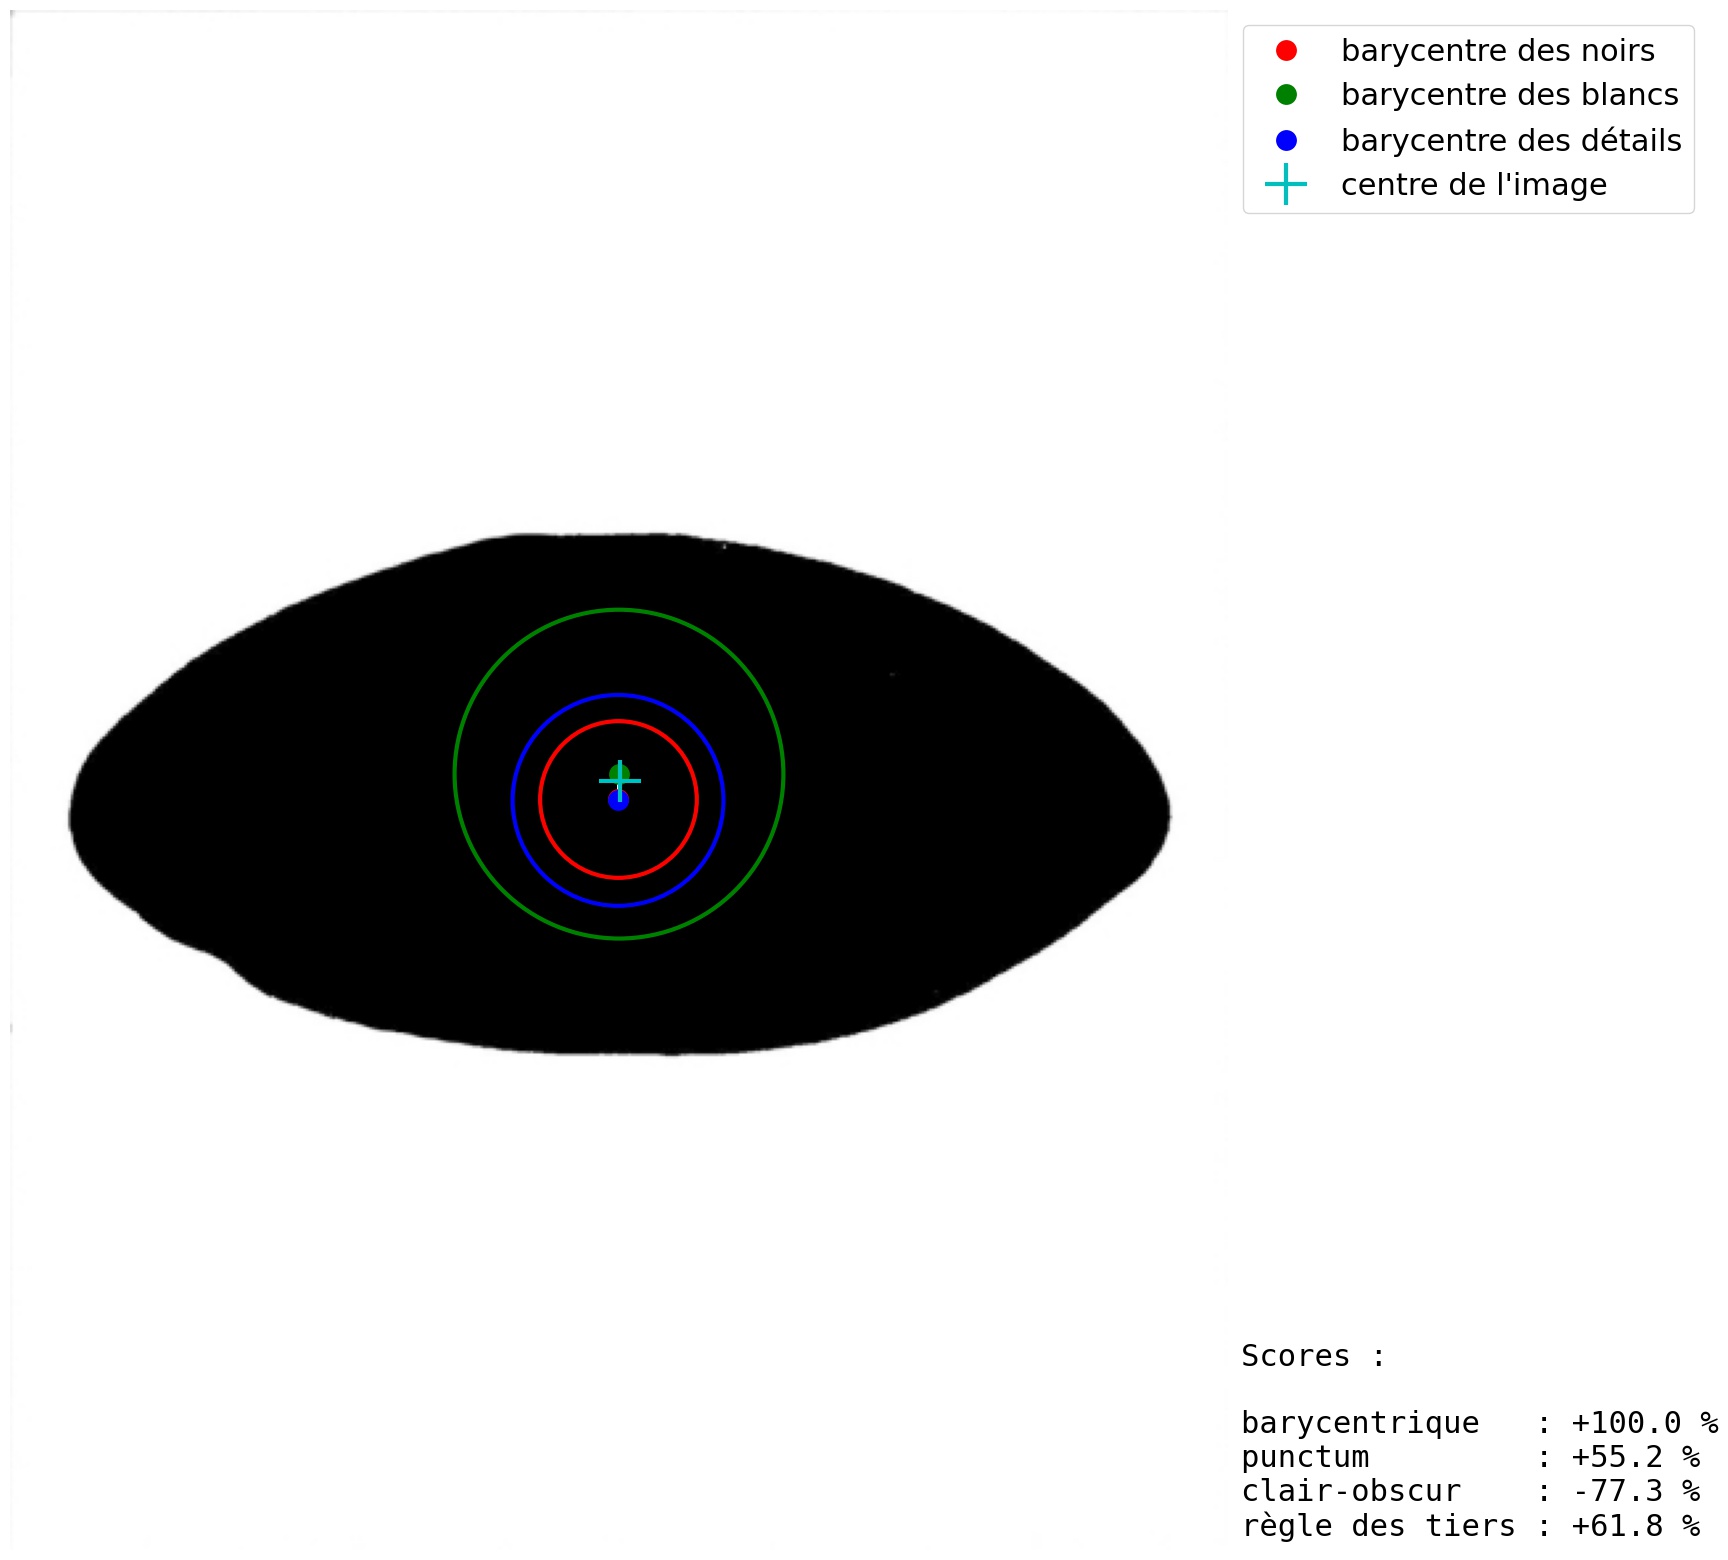 barycentre des noirs
barycentre des blancs
barycentre des détails
centre de l'image
Scores :
barycentrique : +100.0 %
punctum : +55.2 %
clair-obscur : -77.3 %
règle des tiers : +61.8 %